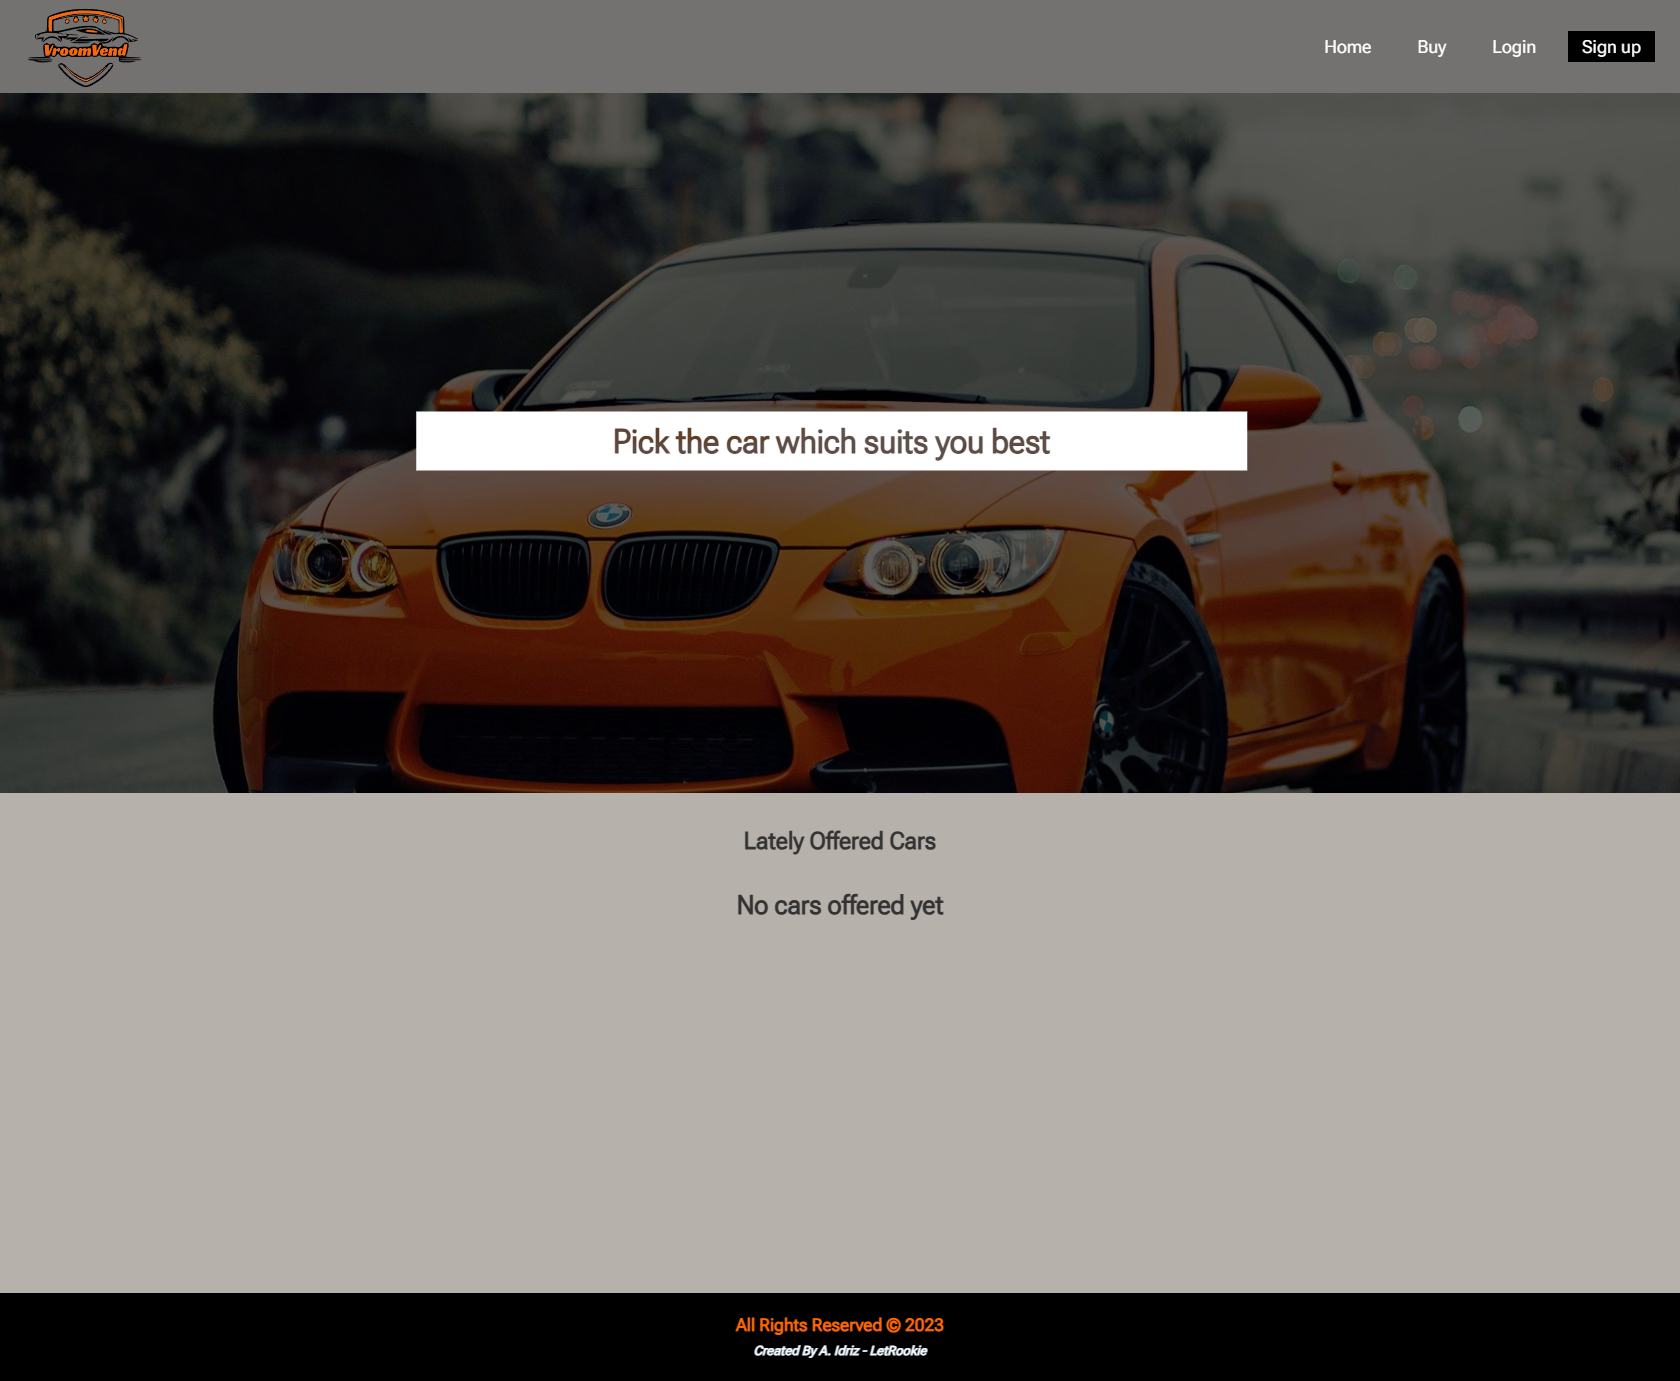 VroomVend
Home
Buy
Login
Sign up
Pick the car which suits you best
Lately Offered Cars
No cars offered yet
All Rights Reserved © 2023
Created By A. Idriz - LetRookie